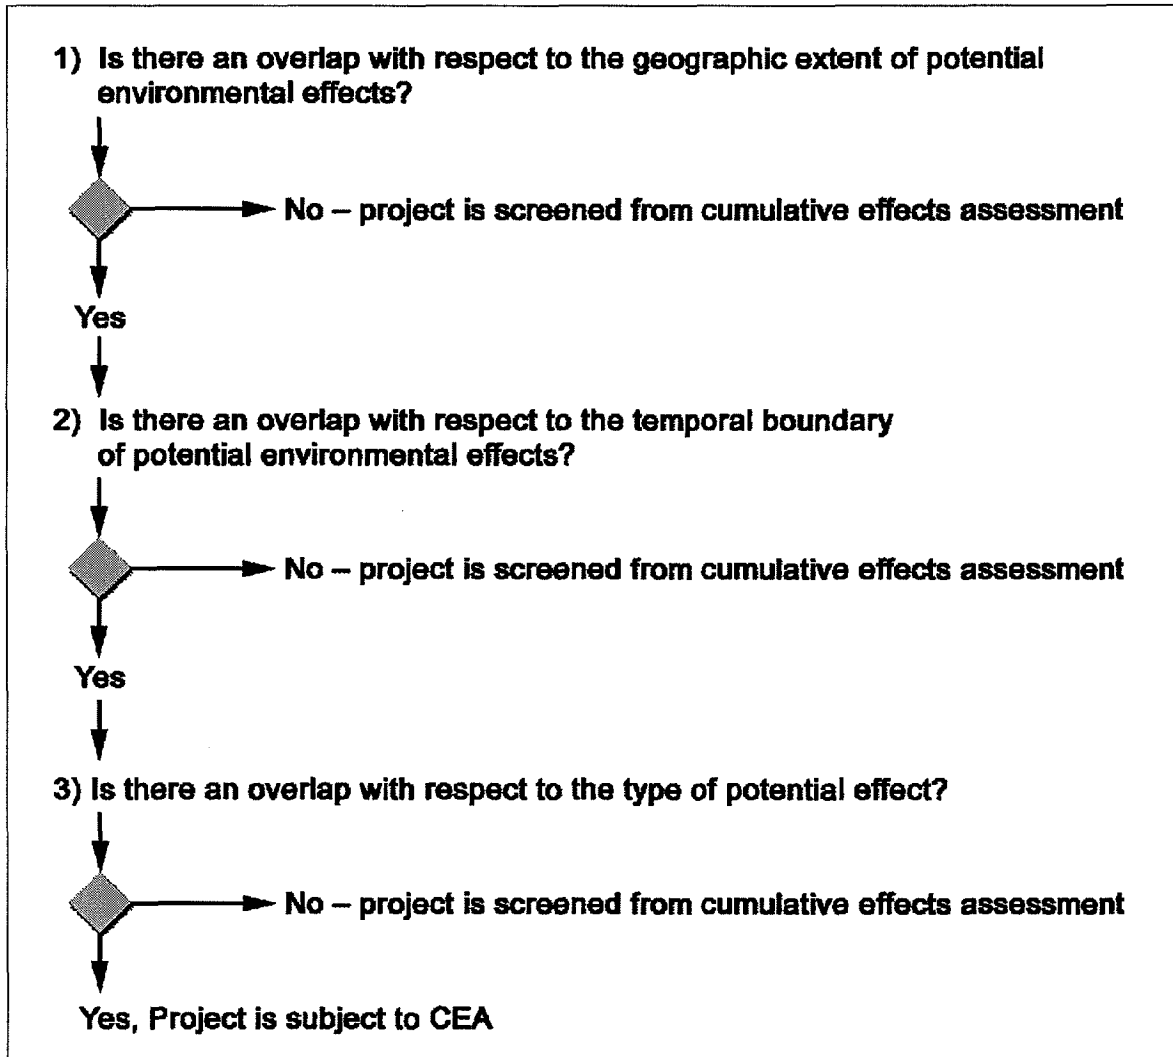 1) Is there an overlap with respect to the geographic extent of potential
environmental effects?
No – project is screened from cumulative effects assessment
Yes
2) Is there an overlap with respect to the temporal boundary
of potential environmental effects?
No – project is screened from cumulative effects assessment
Yes
3) Is there an overlap with respect to the type of potential effect?
No – project is screened from cumulative effects assessment
Yes, Project is subject to CEA